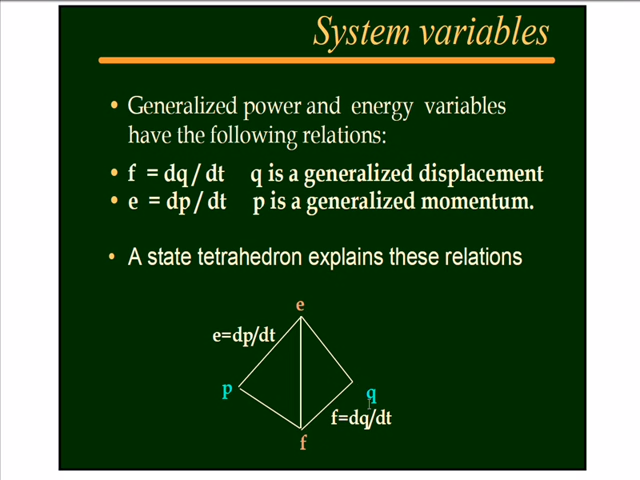 System variables
• Generalized power and energy variables
have the following relations:
• f = dq / dt q is a generalized displacement
• e = dp / dt p is a generalized momentum.
• A state tetrahedron explains these relations
e
e=dp/dt
p
q
f=dq/dt
f